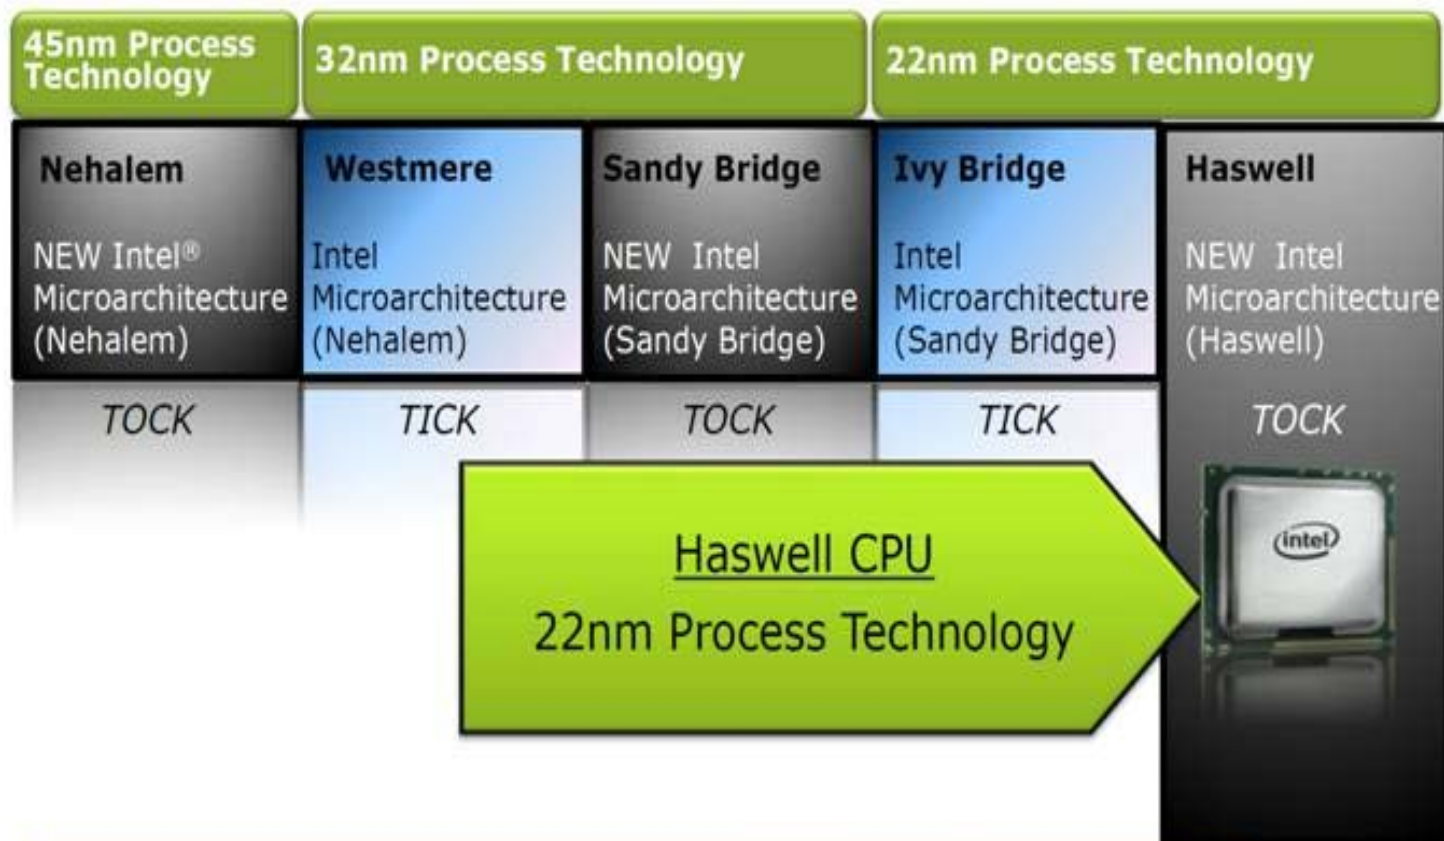 45nm Process
Technology
32nm Process Technology
22nm Process Technology
Nehalem
NEW Intel®
Microarchitecture
(Nehalem)
TOCK
Westmere
Intel
Microarchitecture
(Nehalem)
TICK
Sandy Bridge
NEW Intel
Microarchitecture
(Sandy Bridge)
TOCK
Ivy Bridge
Intel
Microarchitecture
(Sandy Bridge)
TICK
Haswell
NEW Intel
Microarchitecture
(Haswell)
TOCK
intel
Haswell CPU
22nm Process Technology